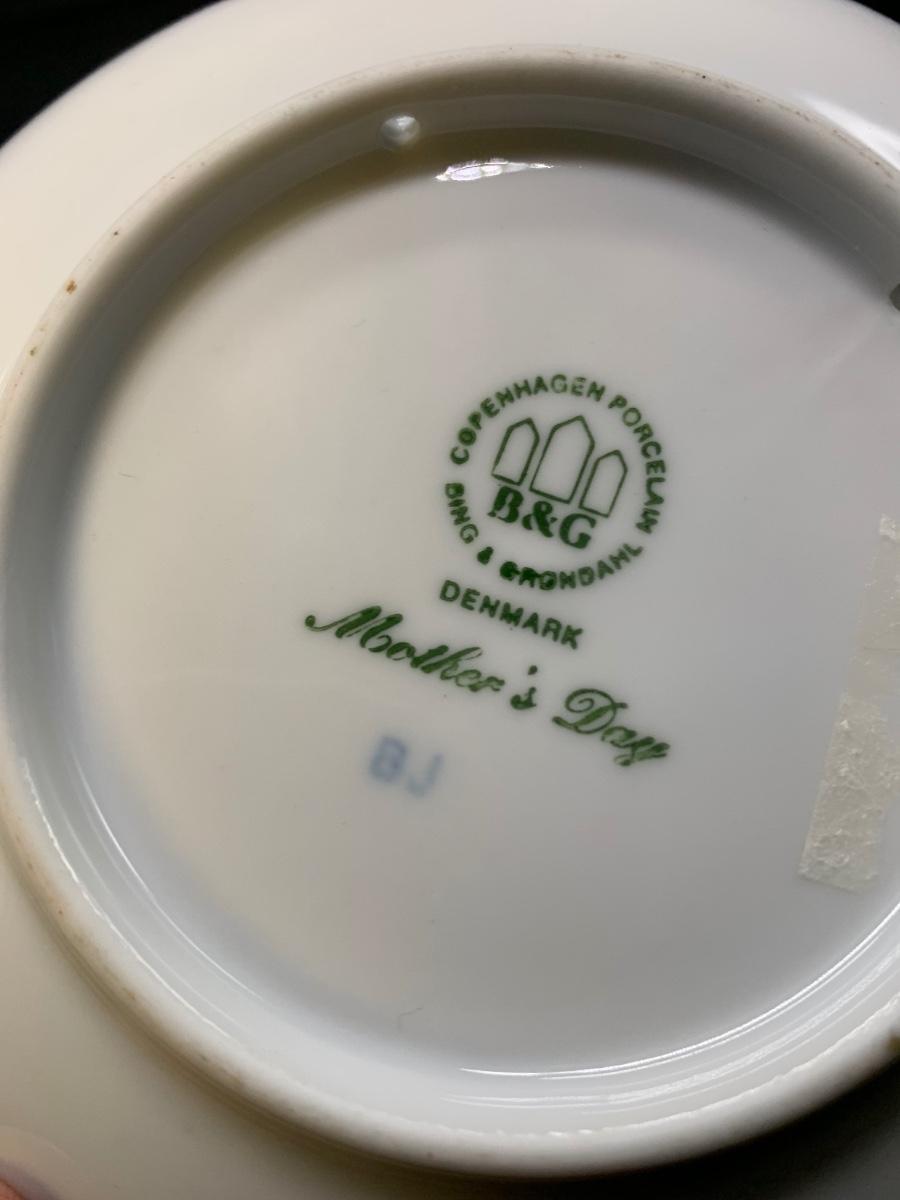 COPENHAGEN PORCELAIN
B&G
BING & GRONDAHL
DENMARK
Mother's Day
BJ